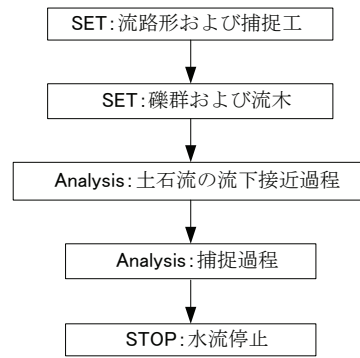 SET:流路形および捕捉工
SET:礫群および流木
Analysis:土石流の流下接近過程
Analysis:捕捉過程
STOP:水流停止